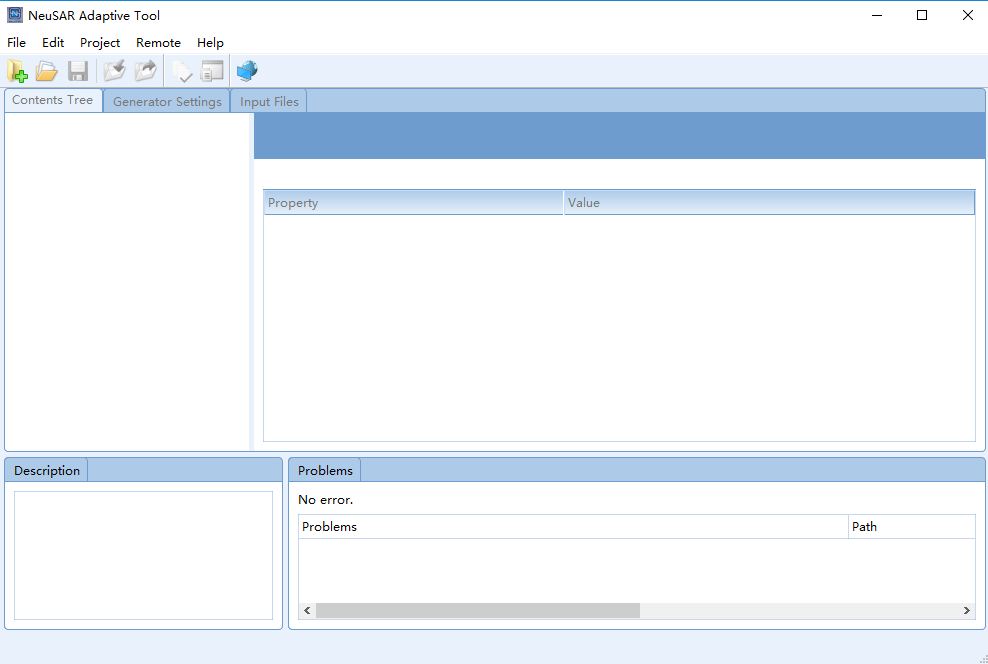 NeuSAR Adaptive Tool
File Edit Project Remote Help
Contents Tree Generator Settings Input Files
Property Value
Description
Problems
No error.
Problems Path